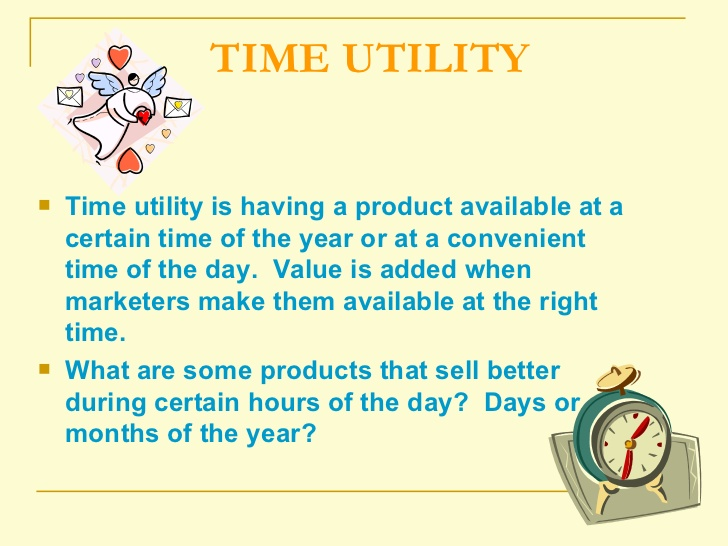 TIME UTILITY
Time utility is having a product available at a
certain time of the year or at a convenient
time of the day.  Value is added when
marketers make them available at the right
time.
What are some products that sell better
during certain hours of the day?  Days or
months of the year?